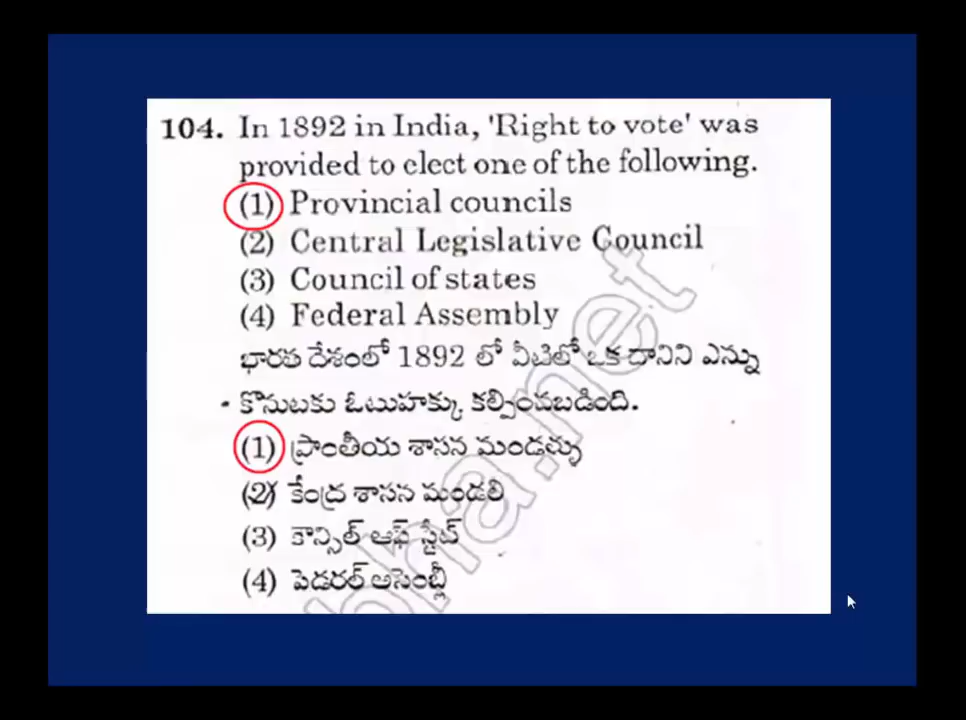 104. In 1892 in India, 'Right to vote' was
provided to elect one of the following.
(1) Provincial councils
(2) Central Legislative Council
(3) Council of states
(4) Federal Assembly
భారత దేశంలో 1892 లో వీటిలో ఒక దానిని ఎన్ను
కొనుటకు ఓటుహక్కు కల్పించబడింది.
(1) ప్రాంతీయ శాసన మండళ్ళు
(2) కేంద్ర శాసన మండలి
(3) కౌన్సిల్ ఆఫ్ స్టేట్
(4) పెడరల్ అసెంబ్లీ